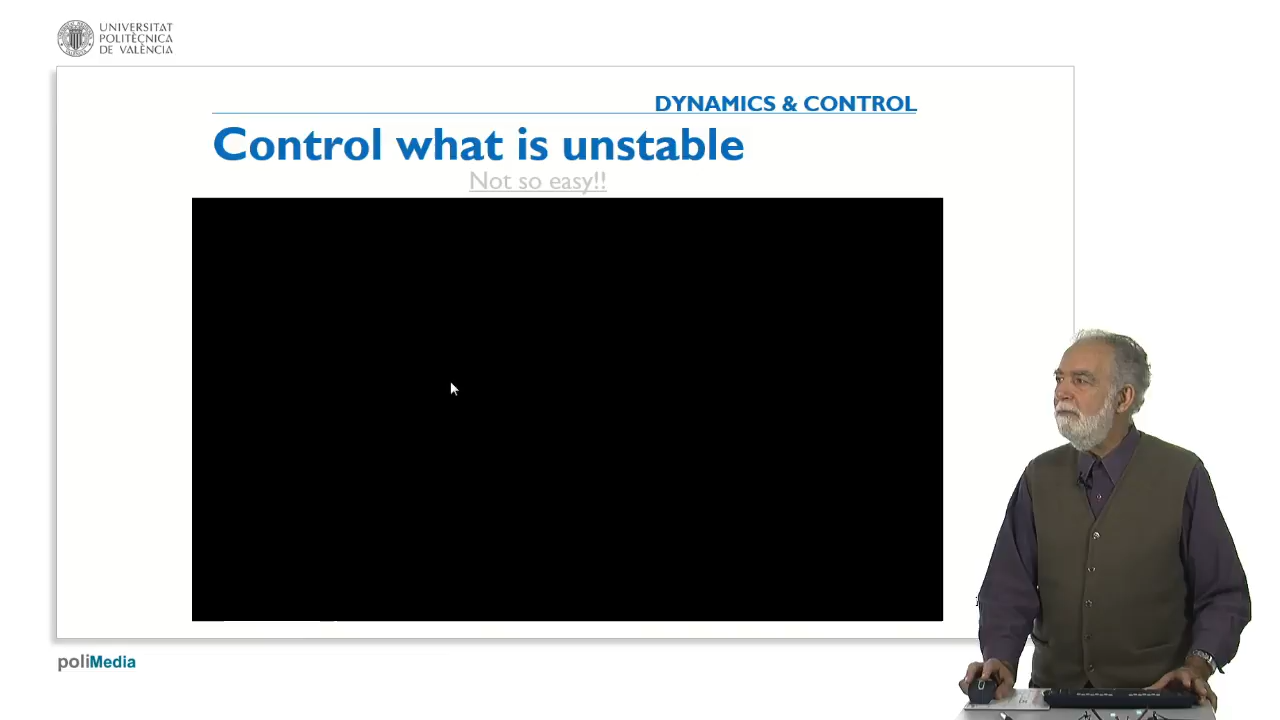 UNIVERSITAT
POLITÈCNICA
DE VALÈNCIA
DYNAMICS & CONTROL
Control what is unstable
Not so easy!!
poliMedia